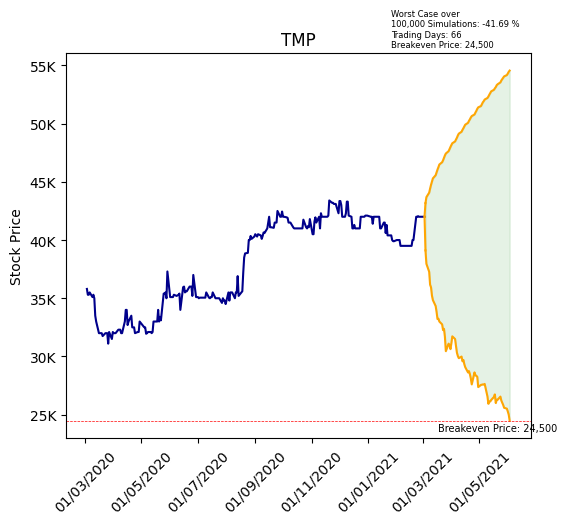 Worst Case over
100,000 Simulations: -41.69 %
Trading Days: 66
Breakeven Price: 24,500
TMP
Stock Price
55K
50K
45K
40K
35K
30K
25K
Breakeven Price: 24,500
01/03/2020
01/05/2020
01/07/2020
01/09/2020
01/11/2020
01/01/2021
01/03/2021
01/05/2021